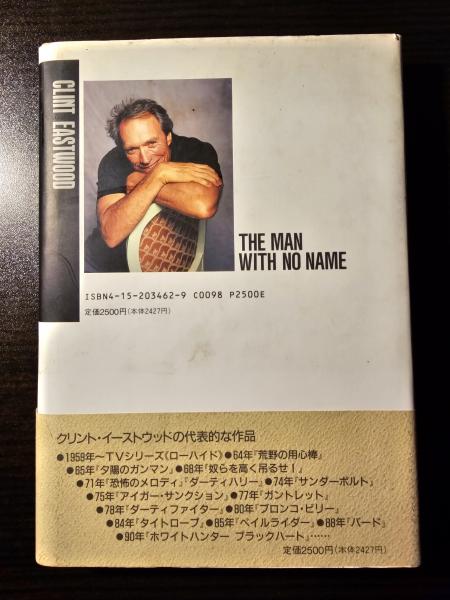 CLINT EASTWOOD
THE MAN
WITH NO NAME
ISBN4-15-203462-9 C0098 P2500E
定価2500円(本体2427円)
クリント・イーストウッドの代表的な作品
●1959年〜TVシリーズ《ローハイド》●64年『荒野の用心棒』
●65年『夕陽のガンマン』●68年『奴らを高く吊るせ!』
●71年『恐怖のメロディ』『ダーティハリー』●74年『サンダーボルト』
●75年『アイガー・サンクション』●77年『ガントレット』
●78年『ダーティファイター』●80年『ブロンコ・ビリー』
●84年『タイトロープ』●85年『ペイルライダー』●88年『バード』
●90年『ホワイトハンター ブラックハート』……
定価2500円(本体2427円)